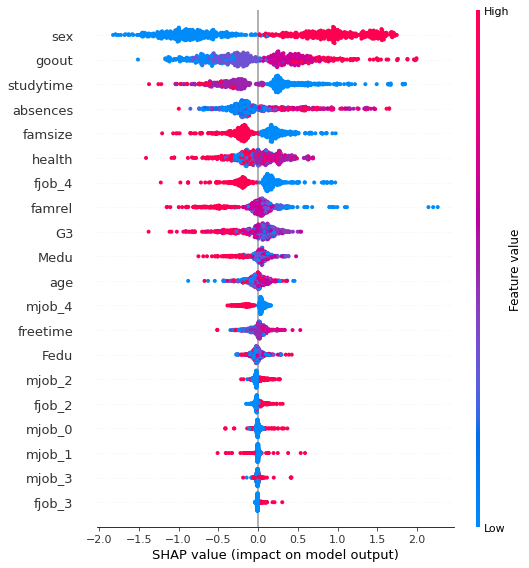 High
sex
goout
studytime
absences
famsize
health
fjob_4
famrel
G3
Medu
age
mjob_4
freetime
Fedu
mjob_2
fjob_2
mjob_0
mjob_1
mjob_3
fjob_3
Feature value
Low
−2.0 −1.5 −1.0 −0.5 0.0 0.5 1.0 1.5 2.0
SHAP value (impact on model output)